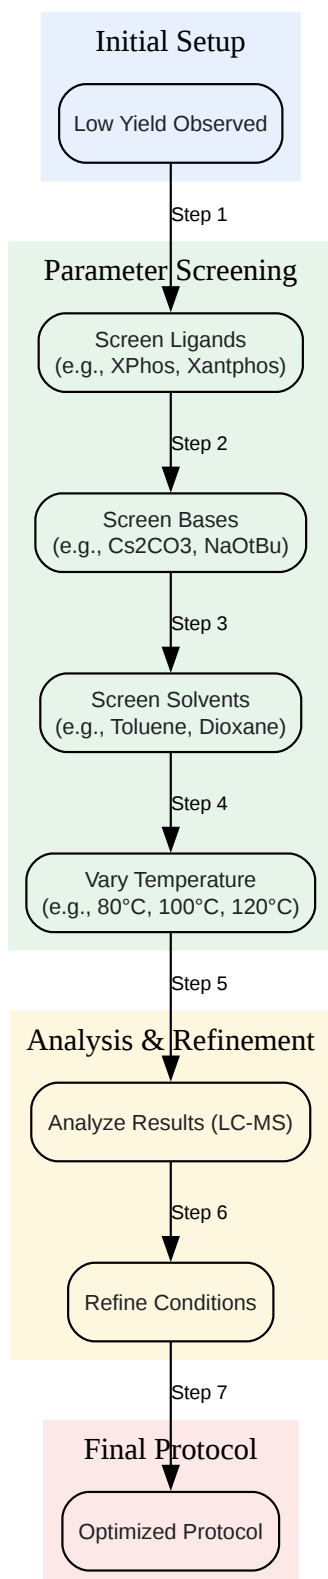 Initial Setup
Low Yield Observed
Step 1
Parameter Screening
Screen Ligands
(e.g., XPhos, Xantphos)
Step 2
Screen Bases
(e.g., Cs2CO3, NaOtBu)
Step 3
Screen Solvents
(e.g., Toluene, Dioxane)
Step 4
Vary Temperature
(e.g., 80°C, 100°C, 120°C)
Step 5
Analysis & Refinement
Analyze Results (LC-MS)
Step 6
Refine Conditions
Step 7
Final Protocol
Optimized Protocol